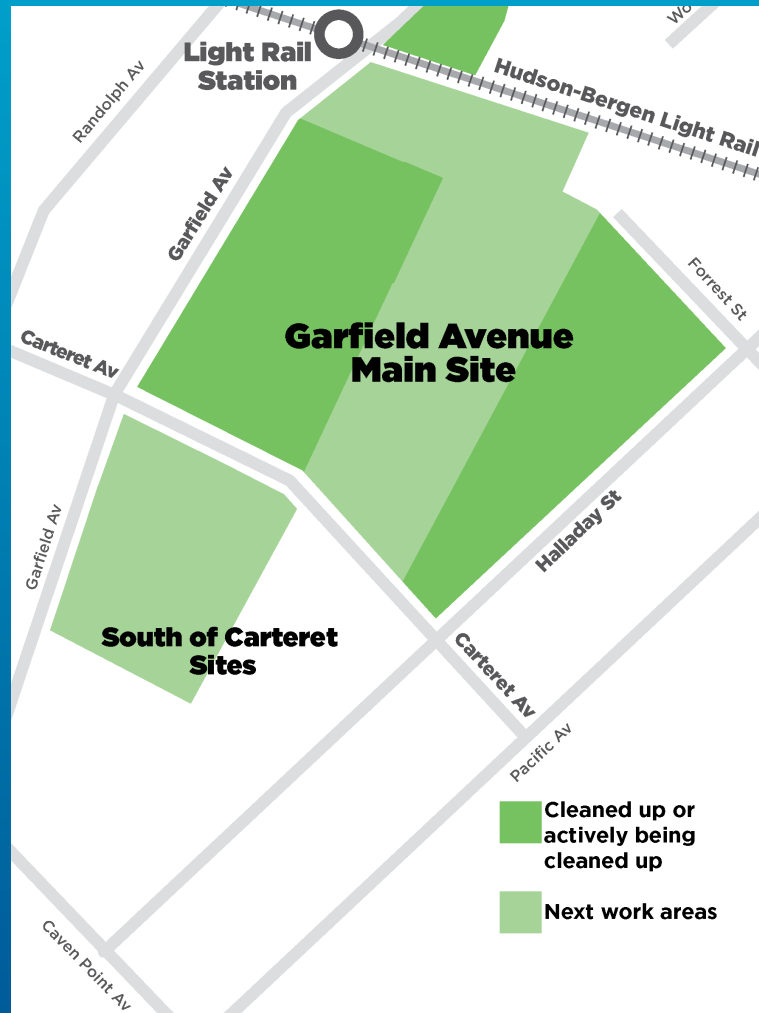 Wo
Light Rail
Station
Hudson-Bergen Light Rail
Randolph Av
Garfield Av
Forrest St
Carteret Av
Garfield Avenue
Main Site
Halladay St
Garfield Av
South of Carteret
Sites
Carteret Av
Pacific Av
Cleaned up or
actively being
cleaned up
Next work areas
Caven Point Av